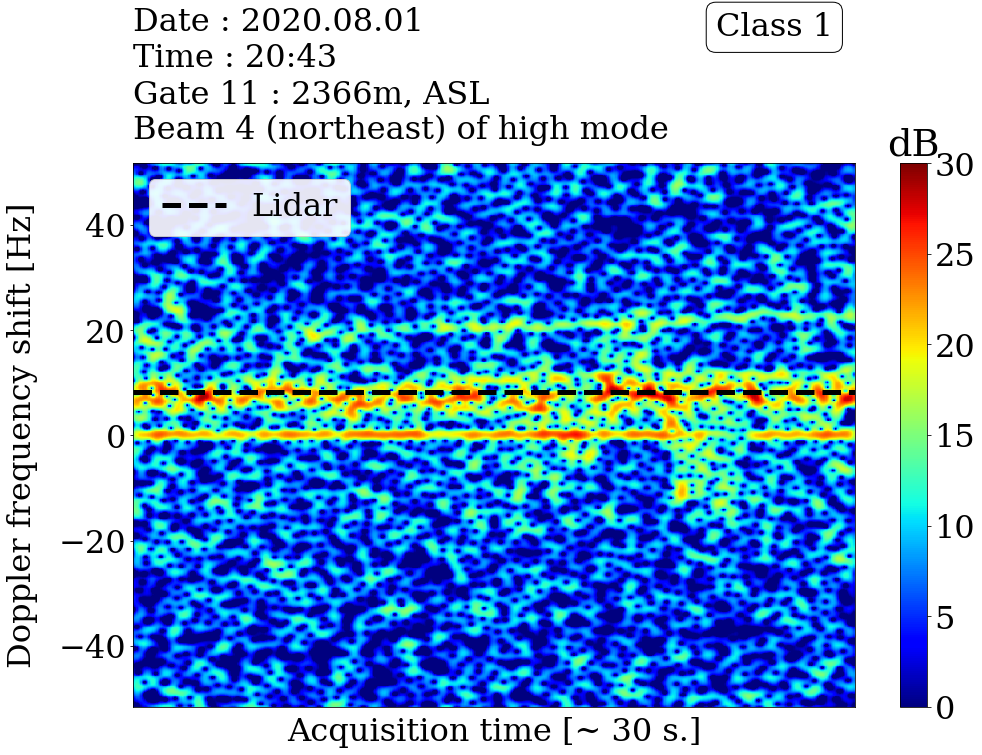 Date : 2020.08.01
Time : 20:43
Gate 11 : 2366m, ASL
Beam 4 (northeast) of high mode
Class 1
dB
Lidar
Doppler frequency shift [Hz]
40
20
0
−20
−40
30
25
20
15
10
5
0
Acquisition time [~ 30 s.]